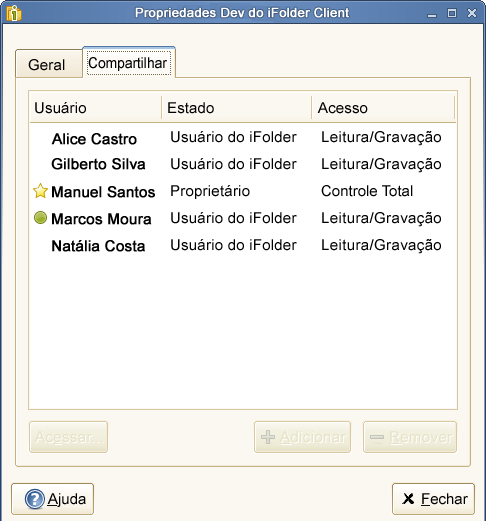 Propriedades Dev do iFolder Client
Geral Compartilhar
Usuário Estado Acesso
Alice Castro Usuário do iFolder Leitura/Gravação
Gilberto Silva Usuário do iFolder Leitura/Gravação
Manuel Santos Proprietário Controle Total
Marcos Moura Usuário do iFolder Leitura/Gravação
Natália Costa Usuário do iFolder Leitura/Gravação
Acessar... Adicionar Remover
Ajuda Fechar